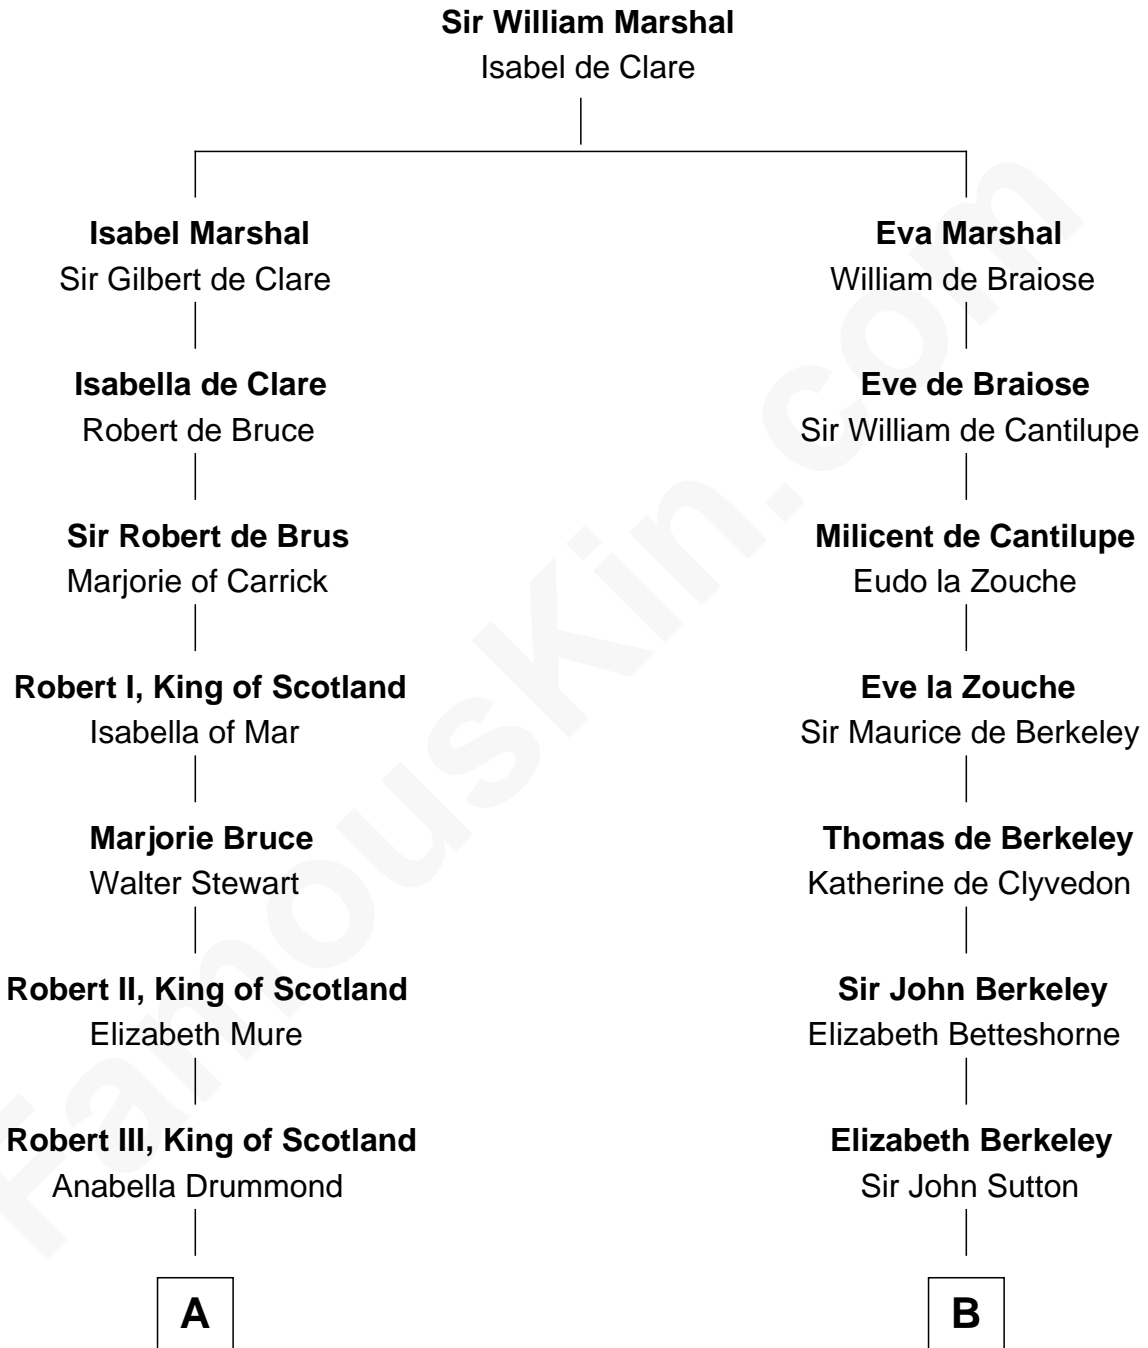 Sir William Marshal
Isabel de Clare
Isabel Marshal
Sir Gilbert de Clare
Eva Marshal
William de Braiose
Isabella de Clare
Robert de Bruce
Eve de Braiose
Sir William de Cantilupe
Sir Robert de Brus
Marjorie of Carrick
Milicent de Cantilupe
Eudo la Zouche
Robert I, King of Scotland
Isabella of Mar
Eve la Zouche
Sir Maurice de Berkeley
Marjorie Bruce
Walter Stewart
Thomas de Berkeley
Katherine de Clyvedon
Robert II, King of Scotland
Elizabeth Mure
Sir John Berkeley
Elizabeth Betteshorne
Robert III, King of Scotland
Anabella Drummond
Elizabeth Berkeley
Sir John Sutton
A
B
FamousKin.com